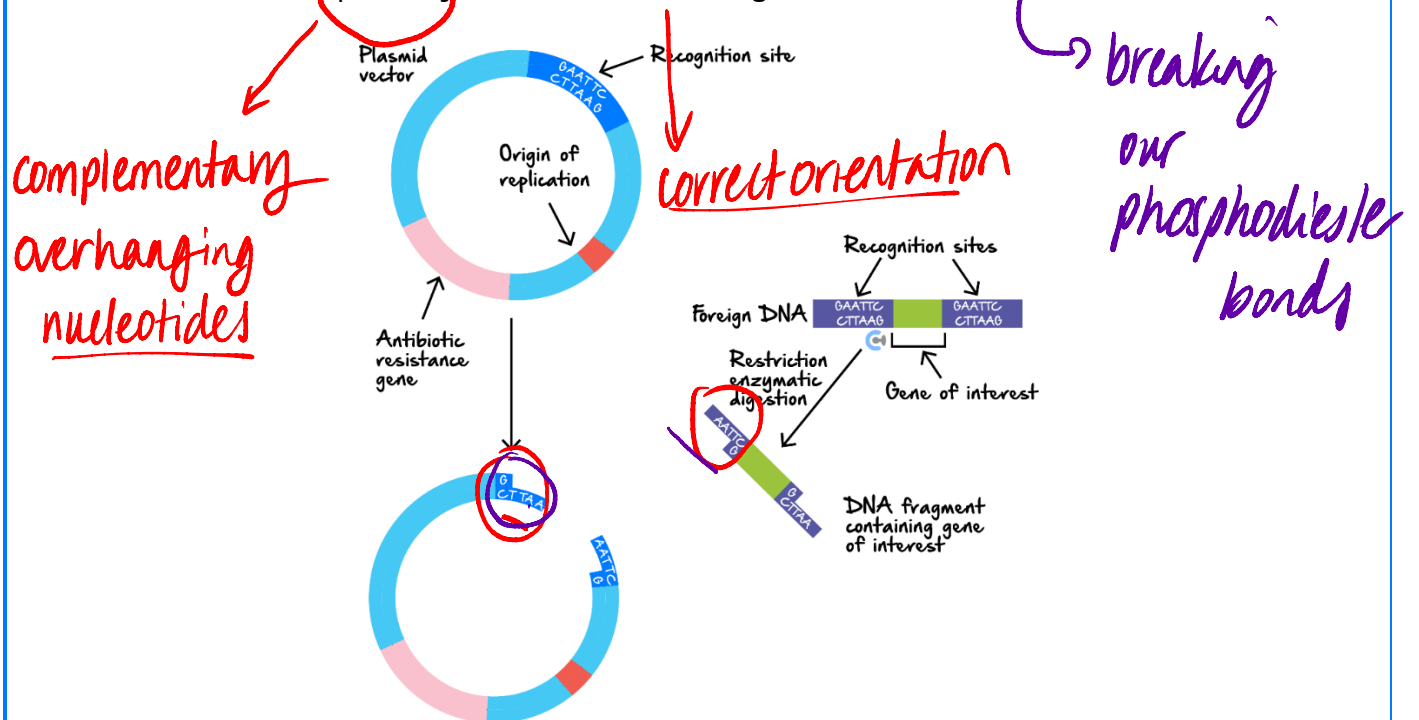 Plasmid
vector
Recognition site
GAATTC
CTTAAG
breaking
our
phosphodiester
bonds
complementary
overhanging
nucleotides
Origin of
replication
correct orientation
Recognition sites
Foreign DNA
GAATTC
CTTAAG
GAATTC
CTTAAG
Antibiotic
resistance
gene
Restriction
enzymatic
digestion
Gene of interest
AATTC
G
G
CTTAA
DNA fragment
containing gene
of interest
G
CTTAA
AATTC
G